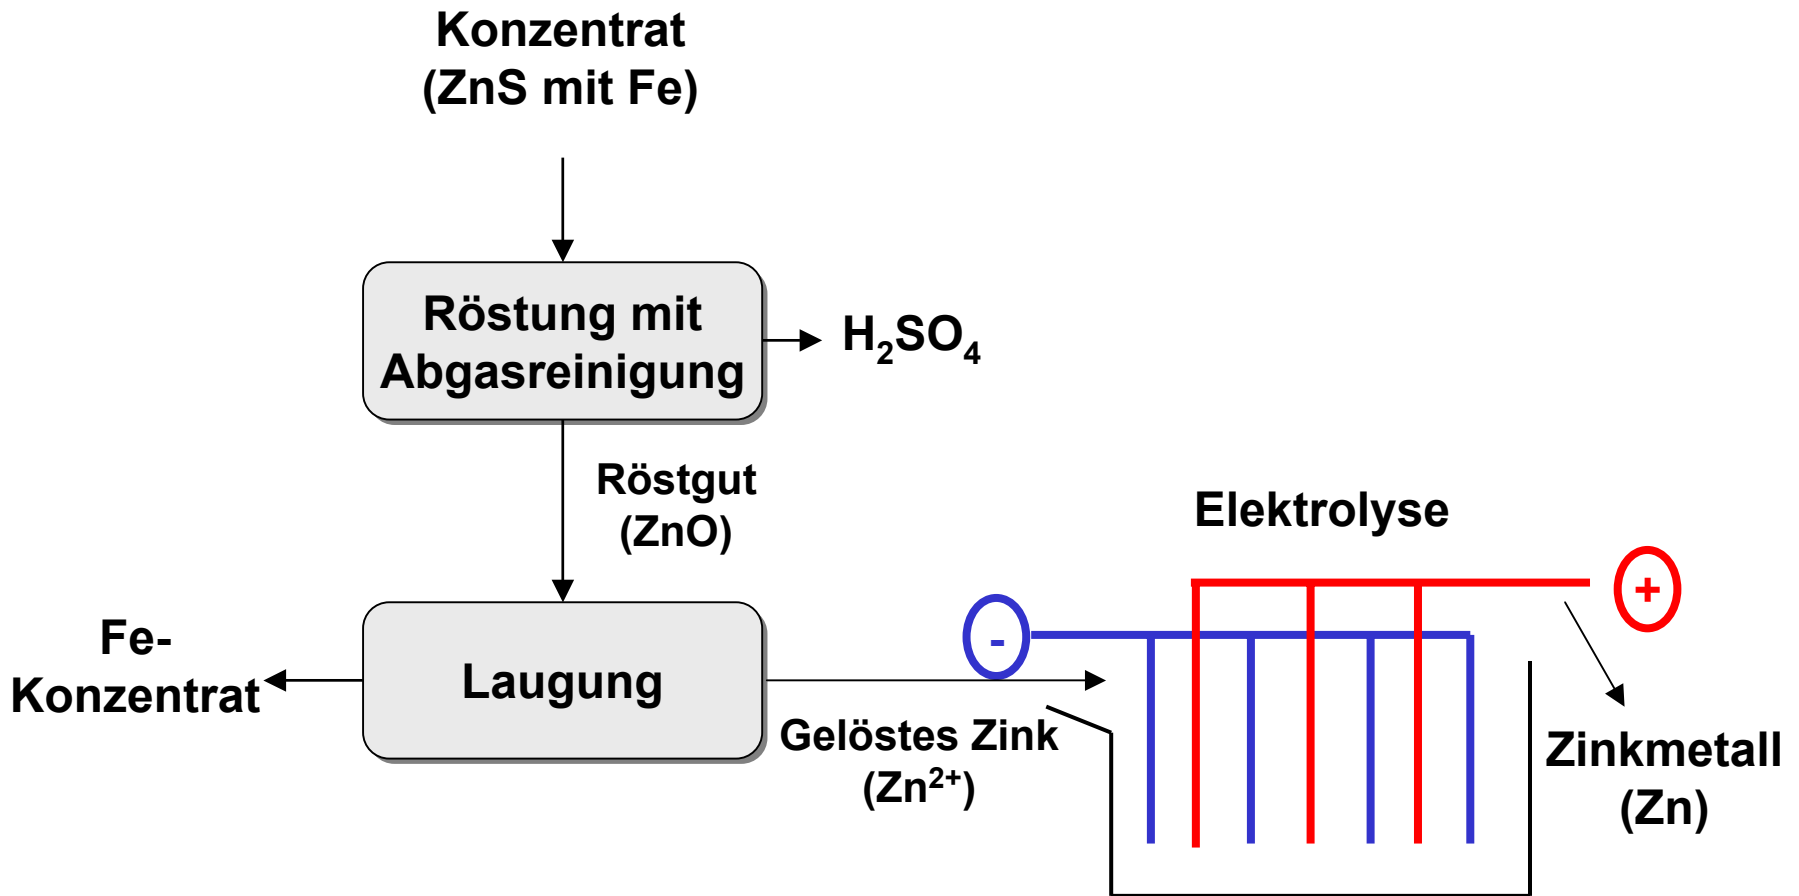 Konzentrat
(ZnS mit Fe)
Röstung mit
Abgasreinigung
H₂SO₄
Röstgut
(ZnO)
Elektrolyse
+
-
Fe-
Konzentrat
Laugung
Gelöstes Zink
(Zn²⁺)
Zinkmetall
(Zn)